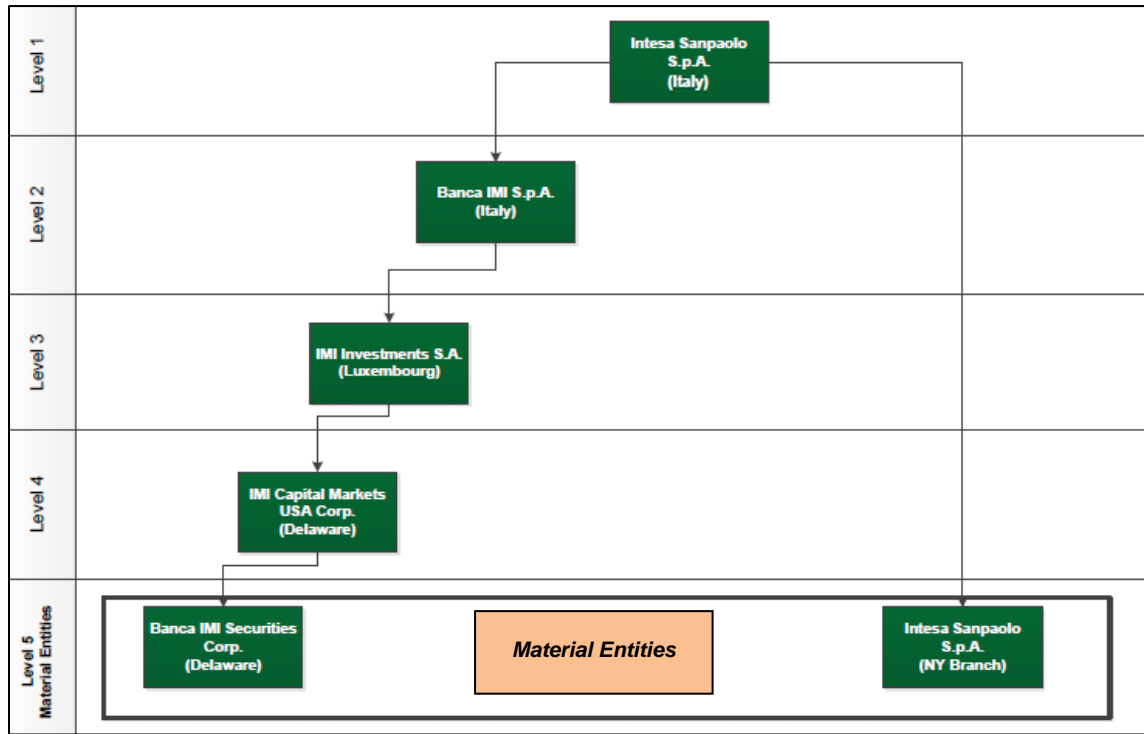 Level 1
Intesa Sanpaolo
S.p.A.
(Italy)
Level 2
Banca IMI S.p.A.
(Italy)
Level 3
IMI Investments S.A.
(Luxembourg)
Level 4
IMI Capital Markets
USA Corp.
(Delaware)
Level 5
Material Entities
Banca IMI Securities
Corp.
(Delaware)
Material Entities
Intesa Sanpaolo
S.p.A.
(NY Branch)